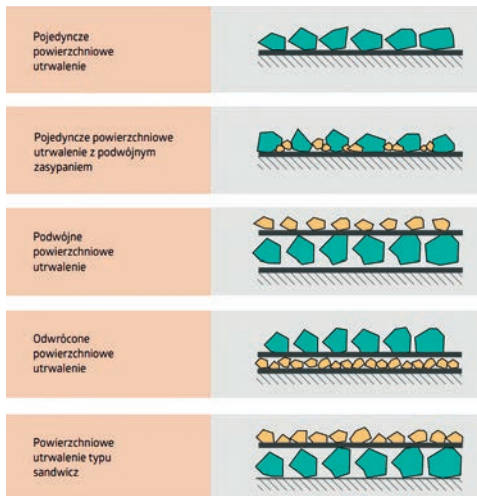 Pojedyncze
powierzchniowe
utrwalenie
Pojedyncze powierzchniowe
utrwalenie z podwójnym
zasypaniem
Podwójne
powierzchniowe
utrwalenie
Odwrócone
powierzchniowe
utrwalenie
Powierzchniowe
utrwalenie typu
sandwicz